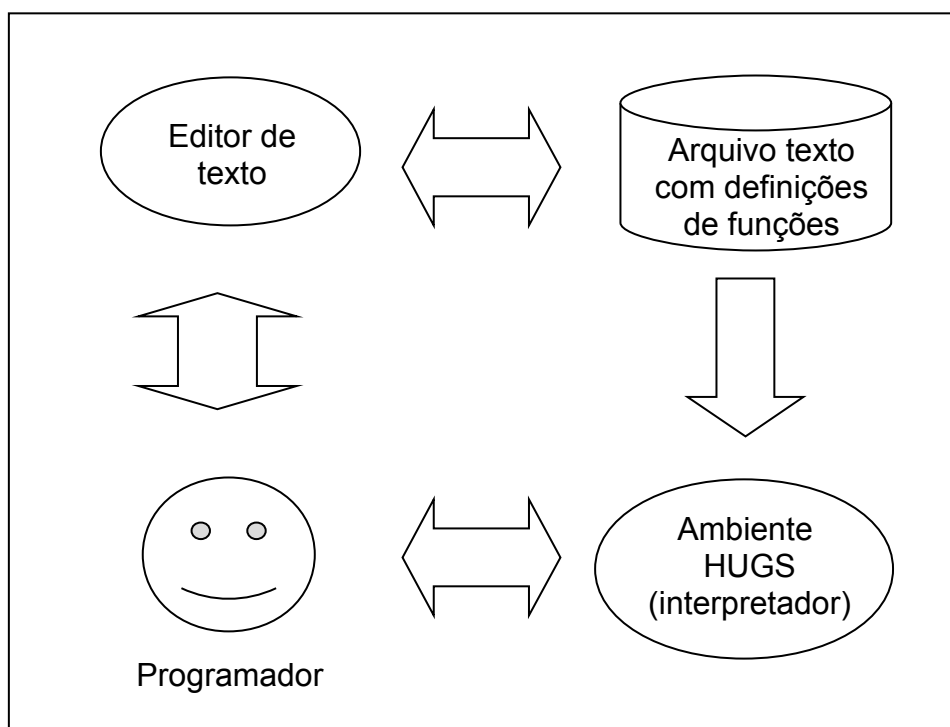 Editor de
texto
Arquivo texto
com definições
de funções
Ambiente
HUGS
(interpretador)
Programador